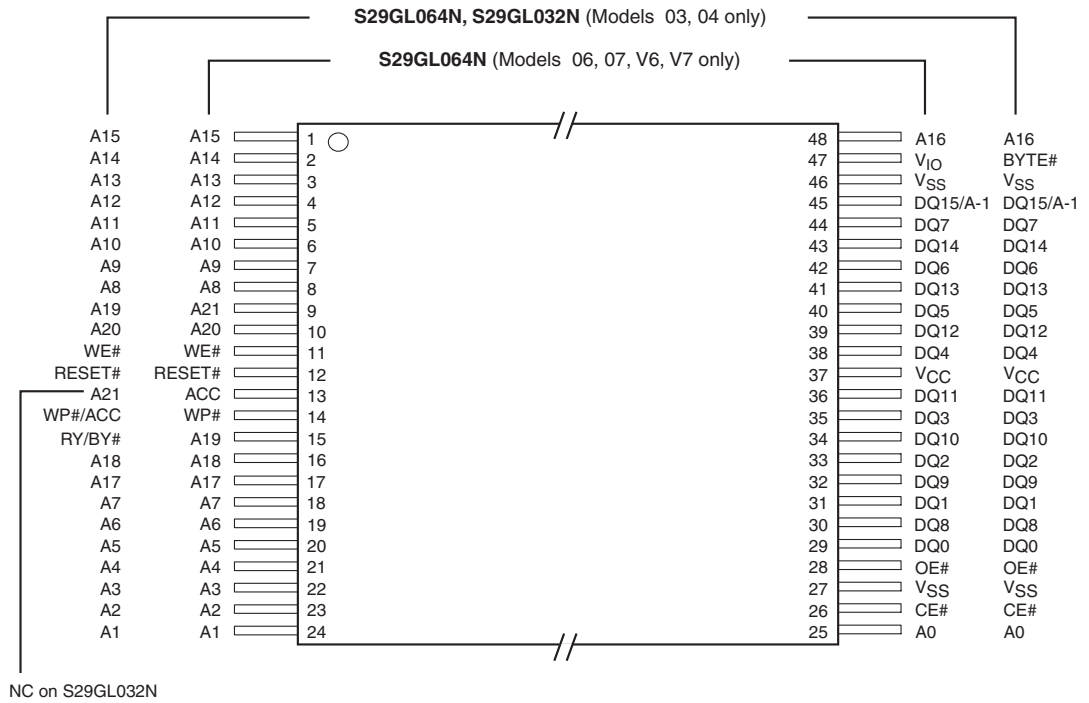 S29GL064N, S29GL032N (Models 03, 04 only)
S29GL064N (Models 06, 07, V6, V7 only)
A15 A15 1 48 A16 A16
A14 A14 2 47 VIO BYTE#
A13 A13 3 46 VSS VSS
A12 A12 4 45 DQ15/A-1 DQ15/A-1
A11 A11 5 44 DQ7 DQ7
A10 A10 6 43 DQ14 DQ14
A9 A9 7 42 DQ6 DQ6
A8 A8 8 41 DQ13 DQ13
A19 A21 9 40 DQ5 DQ5
A20 A20 10 39 DQ12 DQ12
WE# WE# 11 38 DQ4 DQ4
RESET# RESET# 12 37 VCC VCC
A21 ACC 13 36 DQ11 DQ11
WP#/ACC WP# 14 35 DQ3 DQ3
RY/BY# A19 15 34 DQ10 DQ10
A18 A18 16 33 DQ2 DQ2
A17 A17 17 32 DQ9 DQ9
A7 A7 18 31 DQ1 DQ1
A6 A6 19 30 DQ8 DQ8
A5 A5 20 29 DQ0 DQ0
A4 A4 21 28 OE# OE#
A3 A3 22 27 VSS VSS
A2 A2 23 26 CE# CE#
A1 A1 24 25 A0 A0
NC on S29GL032N